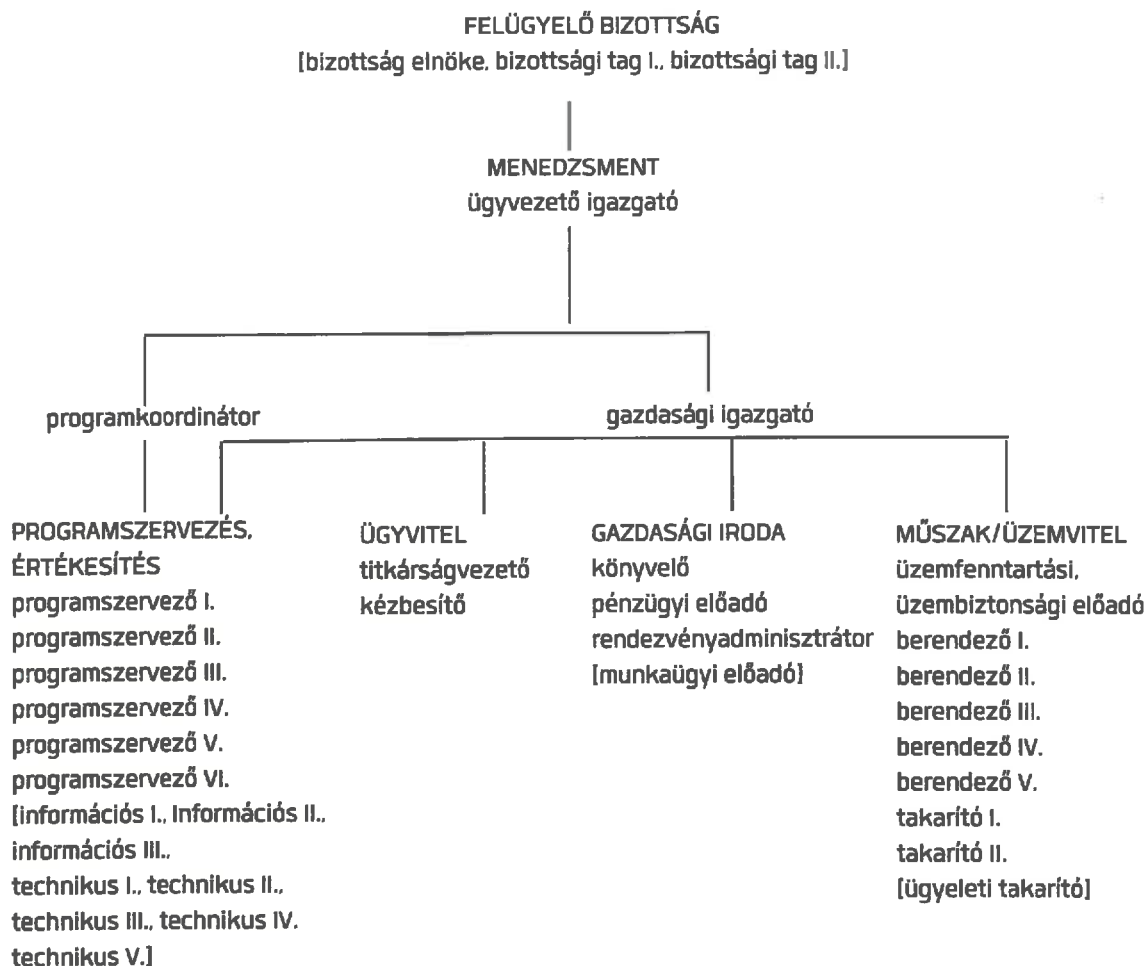 FELÜGYELŐ BIZOTTSÁG
[bizottság elnöke, bizottsági tag I., bizottsági tag II.]
MENEDZSMENT
ügyvezető igazgató
programkoordinátor
gazdasági igazgató
PROGRAMSZERVEZÉS,
ÉRTÉKESÍTÉS
programszervező I.
programszervező II.
programszervező III.
programszervező IV.
programszervező V.
programszervező VI.
[információs I., Információs II.,
információs III.,
technikus I., technikus II.,
technikus III., technikus IV.
technikus V.]
ÜGYVITEL
titkárságvezető
kézbesítő
GAZDASÁGI IRODA
könyvelő
pénzügyi előadó
rendezvényadminisztrátor
[munkaügyi előadó]
MŰSZAK/ÜZEMVITEL
üzemfenntartási,
üzembiztonsági előadó
berendező I.
berendező II.
berendező III.
berendező IV.
berendező V.
takarító I.
takarító II.
[ügyeleti takarító]